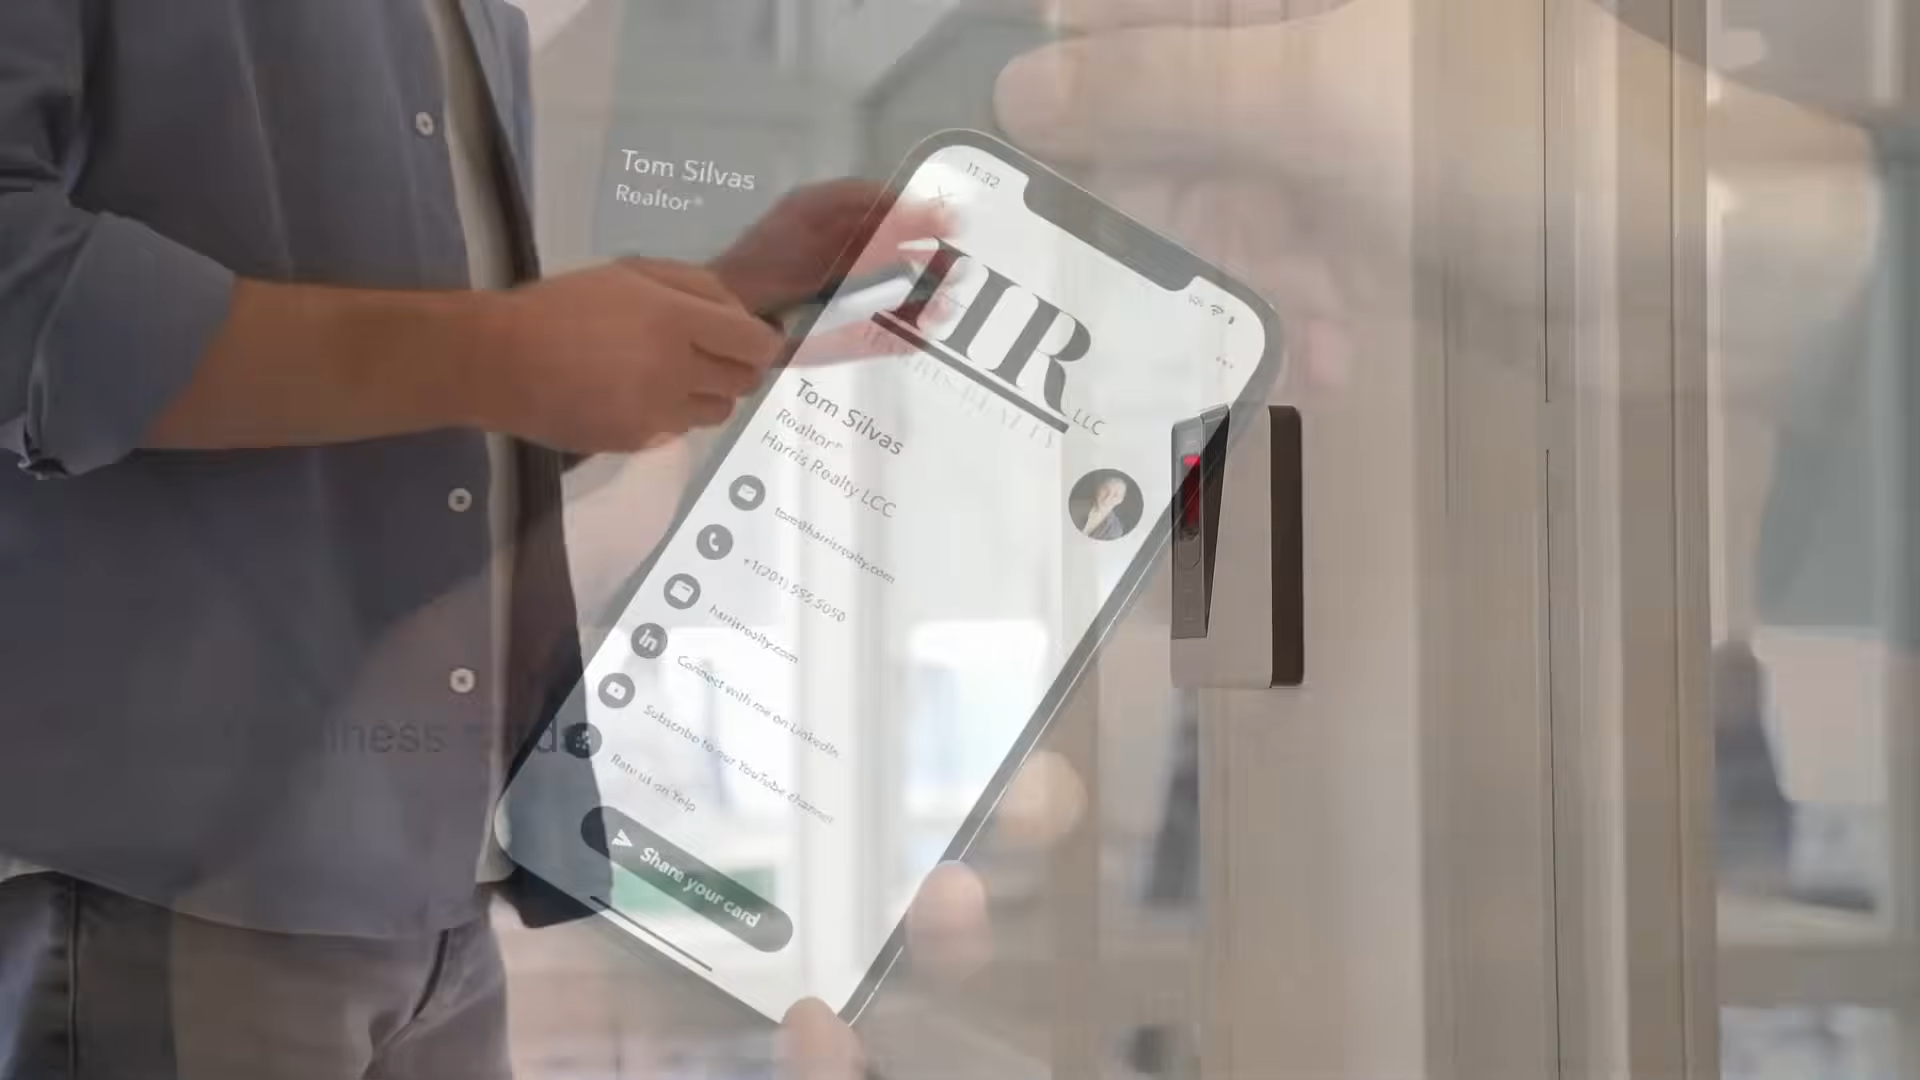 Tom Silvas
Realtor®
11:32
HR
LLC
HARRIS REALTY
Tom Silvas
Realtor®
Harris Realty LCC
tom@harrisrealty.com
+1(201) 555.5050
harrisrealty.com
Connect with me on LinkedIn
Subscribe to our YouTube channel
Rate us on Yelp
Share your card